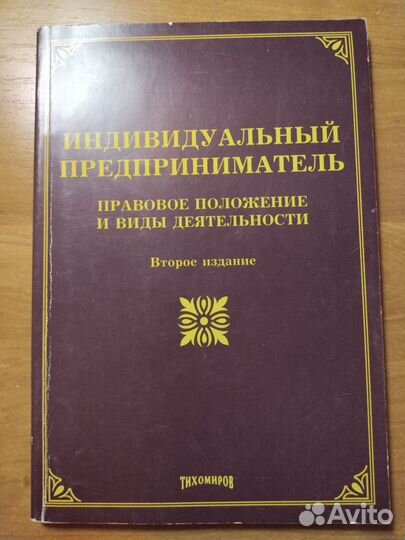 ИНДИВИДУАЛЬНЫЙ
ПРЕДПРИНИМАТЕЛЬ
ПРАВОВОЕ ПОЛОЖЕНИЕ
И ВИДЫ ДЕЯТЕЛЬНОСТИ
Второе издание
ТИХОМИРОВ
Avito